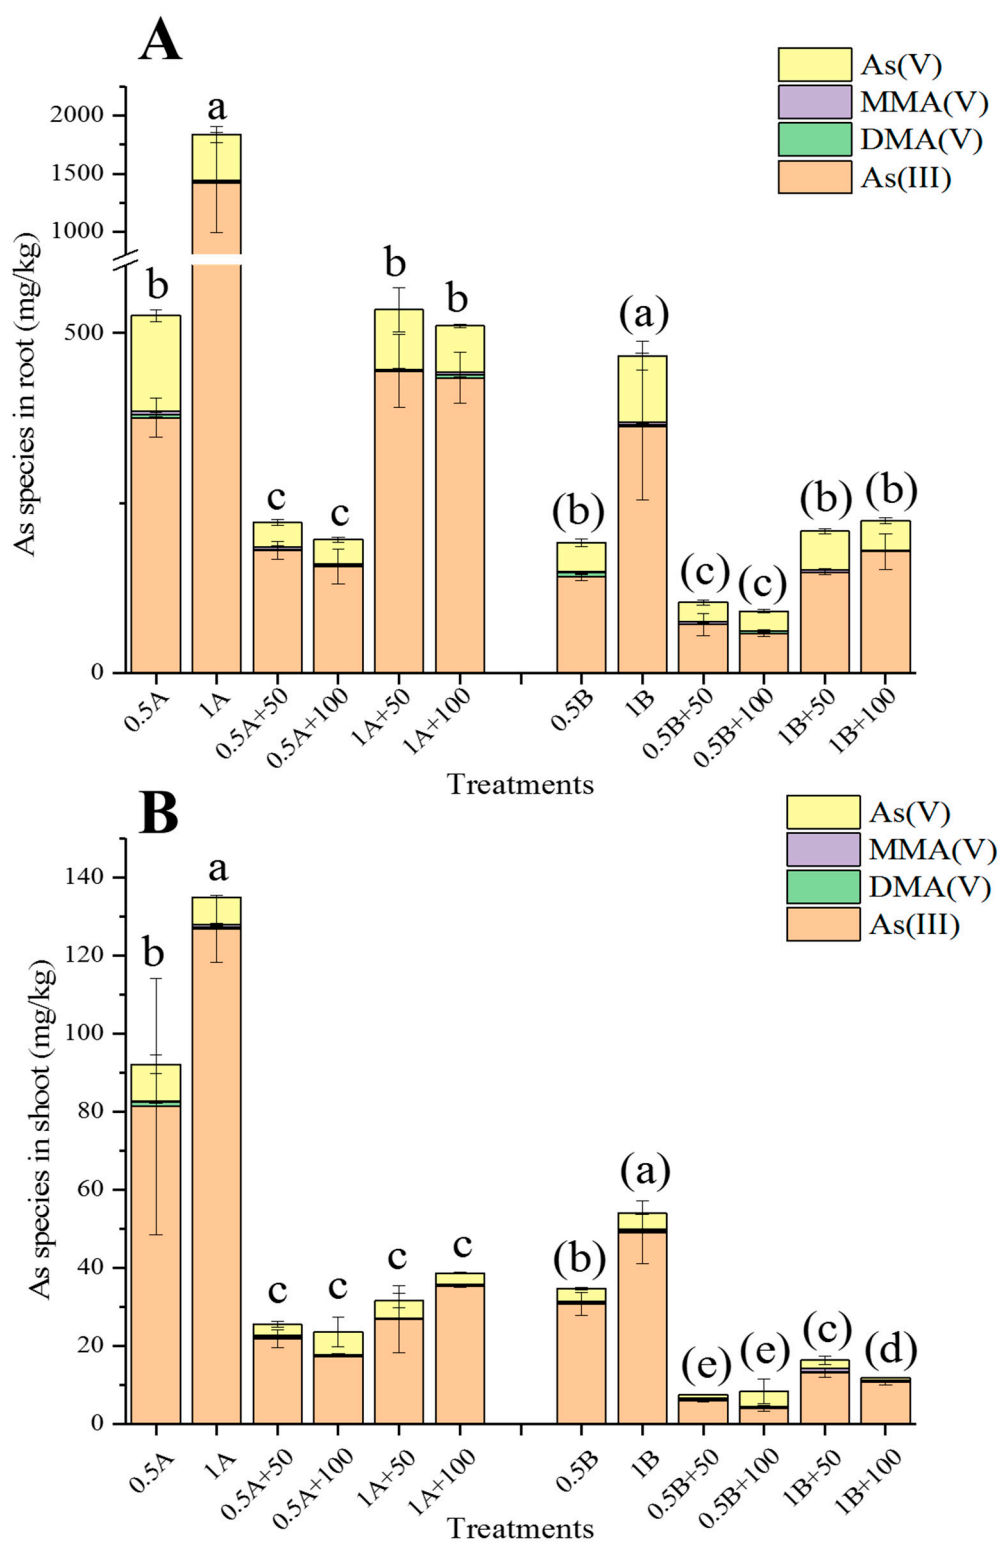 A
As(V)
MMA(V)
DMA(V)
As(III)
As species in root (mg/kg)
2000
1500
1000
500
0
b
a
c
c
b
b
(b)
(a)
(c)
(c)
(b)
(b)
0.5A
1A
0.5A+50
0.5A+100
1A+50
1A+100
0.5B
1B
0.5B+50
0.5B+100
1B+50
1B+100
Treatments
B
As(V)
MMA(V)
DMA(V)
As(III)
As species in shoot (mg/kg)
140
120
100
80
60
40
20
0
b
a
c
c
c
c
(b)
(a)
(e)
(e)
(c)
(d)
0.5A
1A
0.5A+50
0.5A+100
1A+50
1A+100
0.5B
1B
0.5B+50
0.5B+100
1B+50
1B+100
Treatments